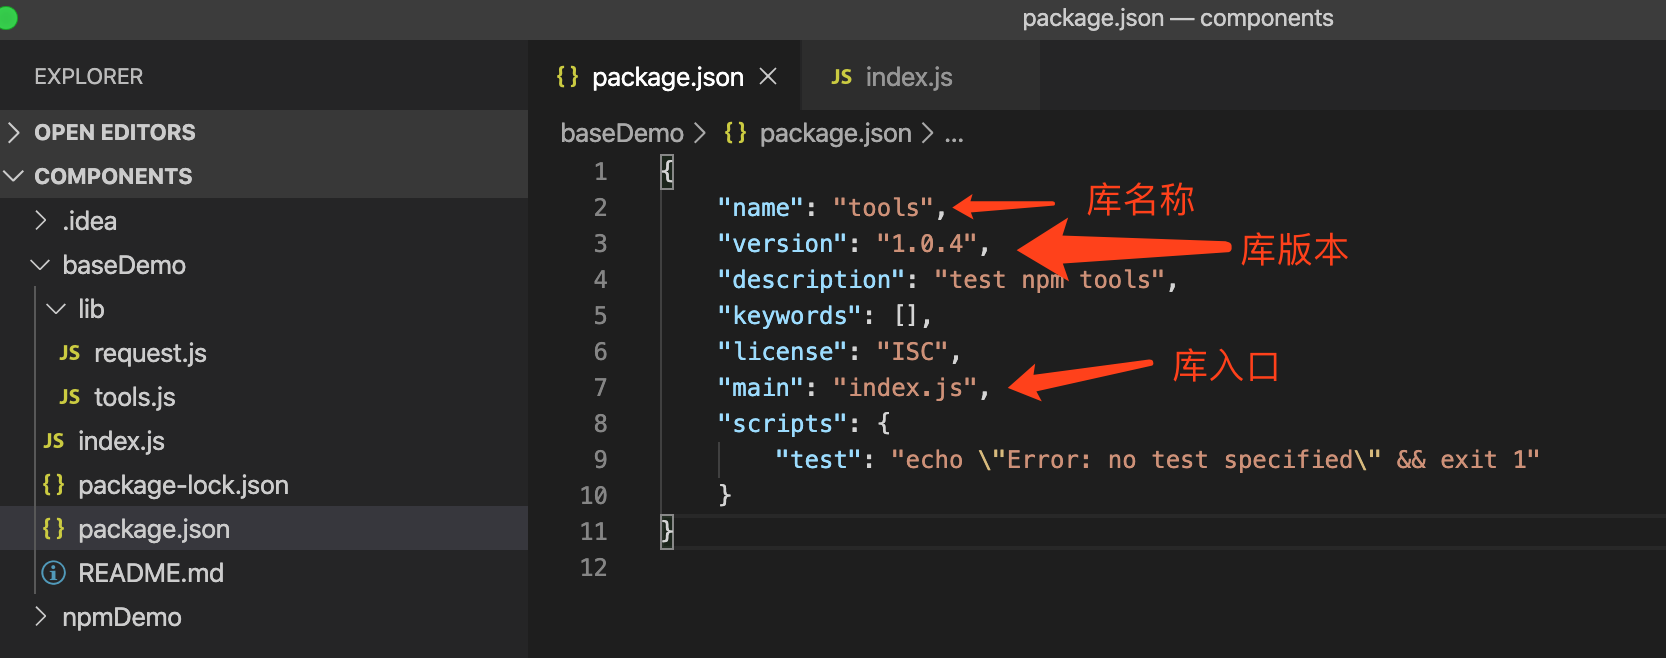 package.json — components
EXPLORER
OPEN EDITORS
COMPONENTS
.idea
baseDemo
lib
JS request.js
JS tools.js
JS index.js
{} package-lock.json
{} package.json
README.md
npmDemo
{} package.json
JS index.js
baseDemo > {} package.json > ...
1 {
2 "name": "tools", 库名称
3 "version": "1.0.4", 库版本
4 "description": "test npm tools",
5 "keywords": [],
6 "license": "ISC",
7 "main": "index.js", 库入口
8 "scripts": {
9 "test": "echo \"Error: no test specified\" && exit 1"
10 }
11 }
12